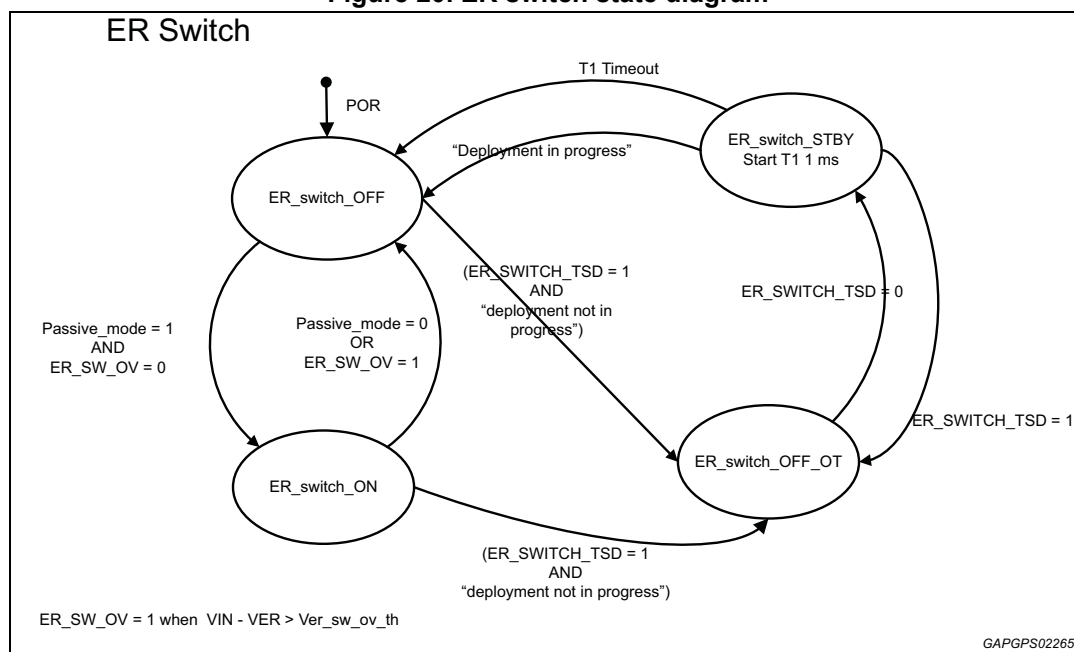 Figure 20. ER switch state diagram
ER Switch
T1 Timeout
POR
ER_switch_STBY
Start T1 1 ms
“Deployment in progress”
ER_switch_OFF
(ER_SWITCH_TSD = 1
AND
“deployment not in
progress”)
ER_SWITCH_TSD = 0
Passive_mode = 1
AND
ER_SW_OV = 0
Passive_mode = 0
OR
ER_SW_OV = 1
ER_SWITCH_TSD = 1
ER_switch_OFF_OT
ER_switch_ON
(ER_SWITCH_TSD = 1
AND
“deployment not in progress”)
ER_SW_OV = 1 when VIN - VER > Ver_sw_ov_th
GAPGPS02265